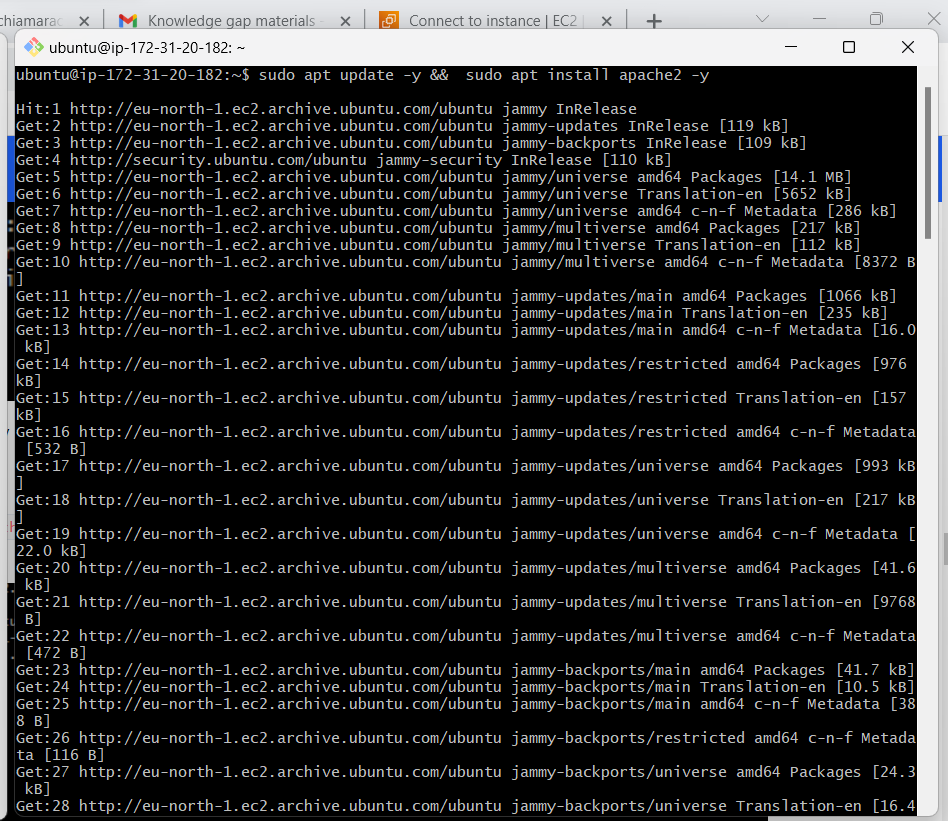 Knowledge gap materials
Connect to instance | EC2
ubuntu@ip-172-31-20-182: ~
ubuntu@ip-172-31-20-182:~$ sudo apt update -y &&  sudo apt install apache2 -y
Hit:1 http://eu-north-1.ec2.archive.ubuntu.com/ubuntu jammy InRelease
Get:2 http://eu-north-1.ec2.archive.ubuntu.com/ubuntu jammy-updates InRelease [119 kB]
Get:3 http://eu-north-1.ec2.archive.ubuntu.com/ubuntu jammy-backports InRelease [109 kB]
Get:4 http://security.ubuntu.com/ubuntu jammy-security InRelease [110 kB]
Get:5 http://eu-north-1.ec2.archive.ubuntu.com/ubuntu jammy/universe amd64 Packages [14.1 MB]
Get:6 http://eu-north-1.ec2.archive.ubuntu.com/ubuntu jammy/universe Translation-en [5652 kB]
Get:7 http://eu-north-1.ec2.archive.ubuntu.com/ubuntu jammy/universe amd64 c-n-f Metadata [286 kB]
Get:8 http://eu-north-1.ec2.archive.ubuntu.com/ubuntu jammy/multiverse amd64 Packages [217 kB]
Get:9 http://eu-north-1.ec2.archive.ubuntu.com/ubuntu jammy/multiverse Translation-en [112 kB]
Get:10 http://eu-north-1.ec2.archive.ubuntu.com/ubuntu jammy/multiverse amd64 c-n-f Metadata [8372 B
]
Get:11 http://eu-north-1.ec2.archive.ubuntu.com/ubuntu jammy-updates/main amd64 Packages [1066 kB]
Get:12 http://eu-north-1.ec2.archive.ubuntu.com/ubuntu jammy-updates/main Translation-en [235 kB]
Get:13 http://eu-north-1.ec2.archive.ubuntu.com/ubuntu jammy-updates/main amd64 c-n-f Metadata [16.0
 kB]
Get:14 http://eu-north-1.ec2.archive.ubuntu.com/ubuntu jammy-updates/restricted amd64 Packages [976
kB]
Get:15 http://eu-north-1.ec2.archive.ubuntu.com/ubuntu jammy-updates/restricted Translation-en [157
kB]
Get:16 http://eu-north-1.ec2.archive.ubuntu.com/ubuntu jammy-updates/restricted amd64 c-n-f Metadata
 [532 B]
Get:17 http://eu-north-1.ec2.archive.ubuntu.com/ubuntu jammy-updates/universe amd64 Packages [993 kB
]
Get:18 http://eu-north-1.ec2.archive.ubuntu.com/ubuntu jammy-updates/universe Translation-en [217 kB
]
Get:19 http://eu-north-1.ec2.archive.ubuntu.com/ubuntu jammy-updates/universe amd64 c-n-f Metadata [
22.0 kB]
Get:20 http://eu-north-1.ec2.archive.ubuntu.com/ubuntu jammy-updates/multiverse amd64 Packages [41.6
 kB]
Get:21 http://eu-north-1.ec2.archive.ubuntu.com/ubuntu jammy-updates/multiverse Translation-en [9768
 B]
Get:22 http://eu-north-1.ec2.archive.ubuntu.com/ubuntu jammy-updates/multiverse amd64 c-n-f Metadata
 [472 B]
Get:23 http://eu-north-1.ec2.archive.ubuntu.com/ubuntu jammy-backports/main amd64 Packages [41.7 kB]
Get:24 http://eu-north-1.ec2.archive.ubuntu.com/ubuntu jammy-backports/main Translation-en [10.5 kB]
Get:25 http://eu-north-1.ec2.archive.ubuntu.com/ubuntu jammy-backports/main amd64 c-n-f Metadata [38
8 B]
Get:26 http://eu-north-1.ec2.archive.ubuntu.com/ubuntu jammy-backports/restricted amd64 c-n-f Metada
ta [116 B]
Get:27 http://eu-north-1.ec2.archive.ubuntu.com/ubuntu jammy-backports/universe amd64 Packages [24.3
 kB]
Get:28 http://eu-north-1.ec2.archive.ubuntu.com/ubuntu jammy-backports/universe Translation-en [16.4